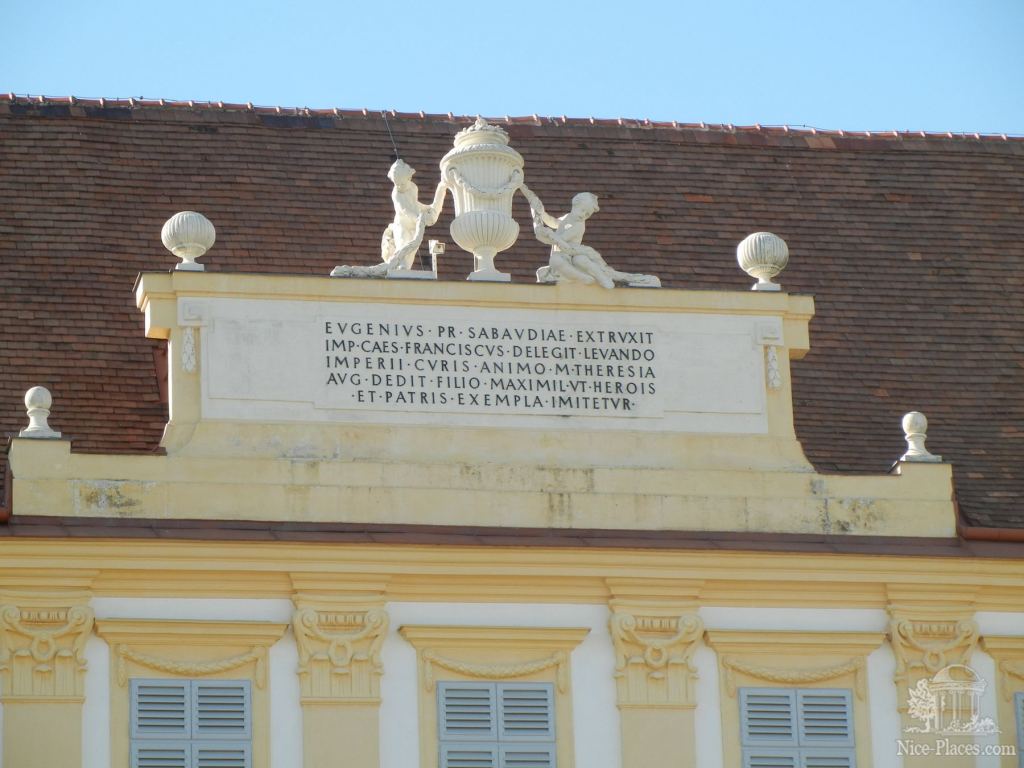 EVGENIVS · PR · SABAVDIAE · EXTRVXIT
IMP · CAES · FRANCISCVS · DELEGIT · LEVANDO
IMPERII · CVRIS · ANIMO · M · THERESIA
AVG · DEDIT · FILIO · MAXIMIL · VT · HEROIS
· ET · PATRIS · EXEMPLA · IMITETVR ·
Nice-Places.com